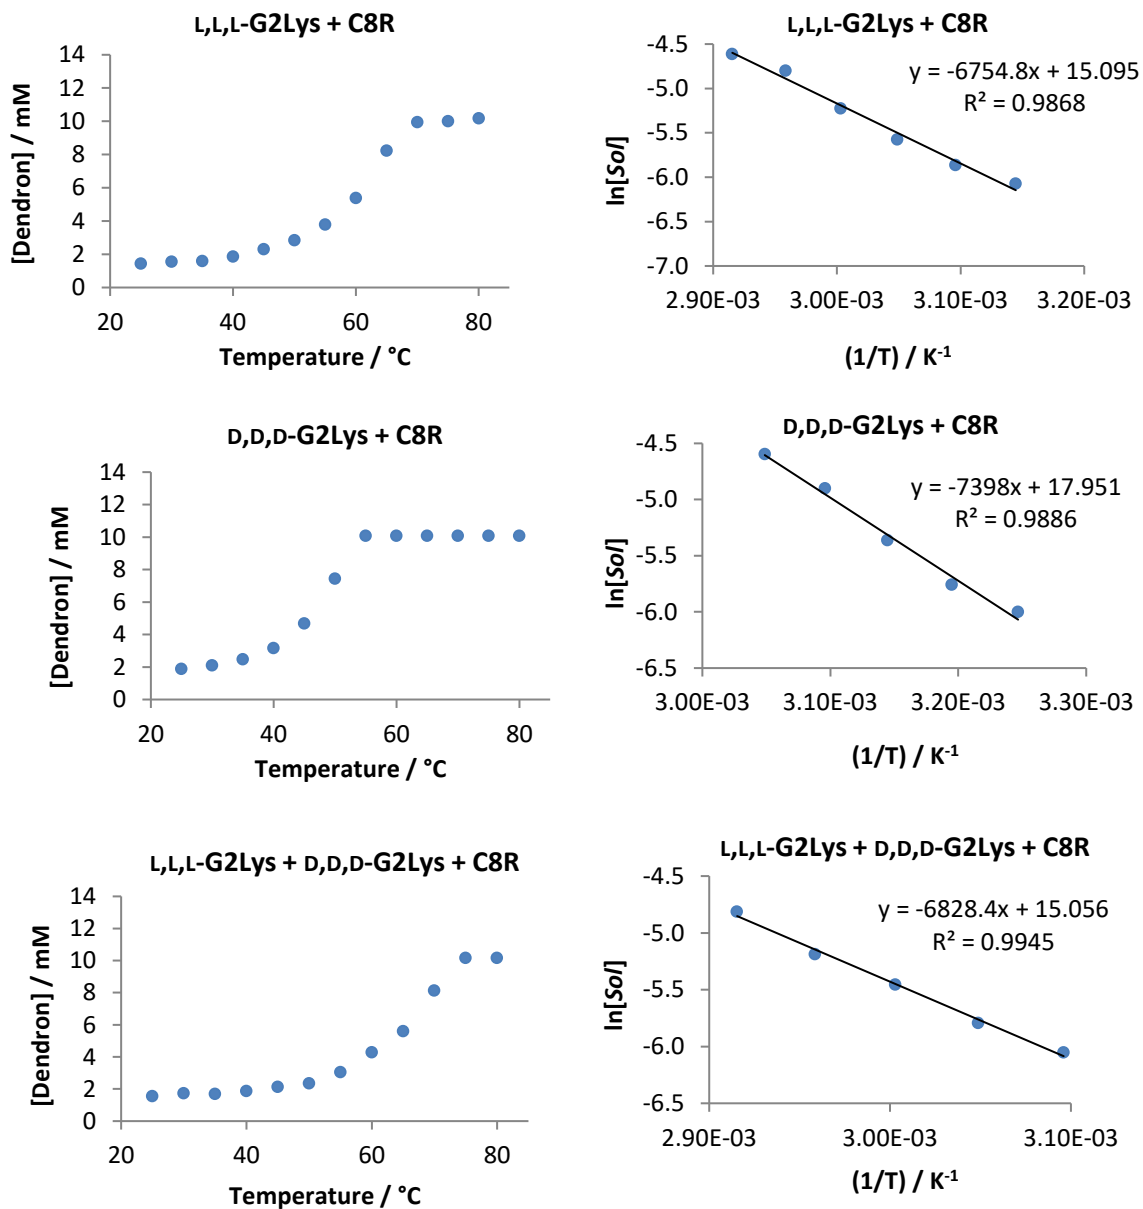 L,L,L-G2Lys + C8R
[Dendron] / mM
14
12
10
8
6
4
2
0
20
40
60
80
Temperature / °C
L,L,L-G2Lys + C8R
y = -6754.8x + 15.095
R² = 0.9868
ln[Sol]
-4.5
-5.0
-5.5
-6.0
-6.5
-7.0
2.90E-03
3.00E-03
3.10E-03
3.20E-03
(1/T) / K⁻¹
D,D,D-G2Lys + C8R
[Dendron] / mM
14
12
10
8
6
4
2
0
20
40
60
80
Temperature / °C
D,D,D-G2Lys + C8R
y = -7398x + 17.951
R² = 0.9886
ln[Sol]
-4.5
-5.0
-5.5
-6.0
-6.5
3.00E-03
3.10E-03
3.20E-03
3.30E-03
(1/T) / K⁻¹
L,L,L-G2Lys + D,D,D-G2Lys + C8R
[Dendron] / mM
14
12
10
8
6
4
2
0
20
40
60
80
Temperature / °C
L,L,L-G2Lys + D,D,D-G2Lys + C8R
y = -6828.4x + 15.056
R² = 0.9945
ln[Sol]
-4.5
-5.0
-5.5
-6.0
-6.5
2.90E-03
3.00E-03
3.10E-03
(1/T) / K⁻¹